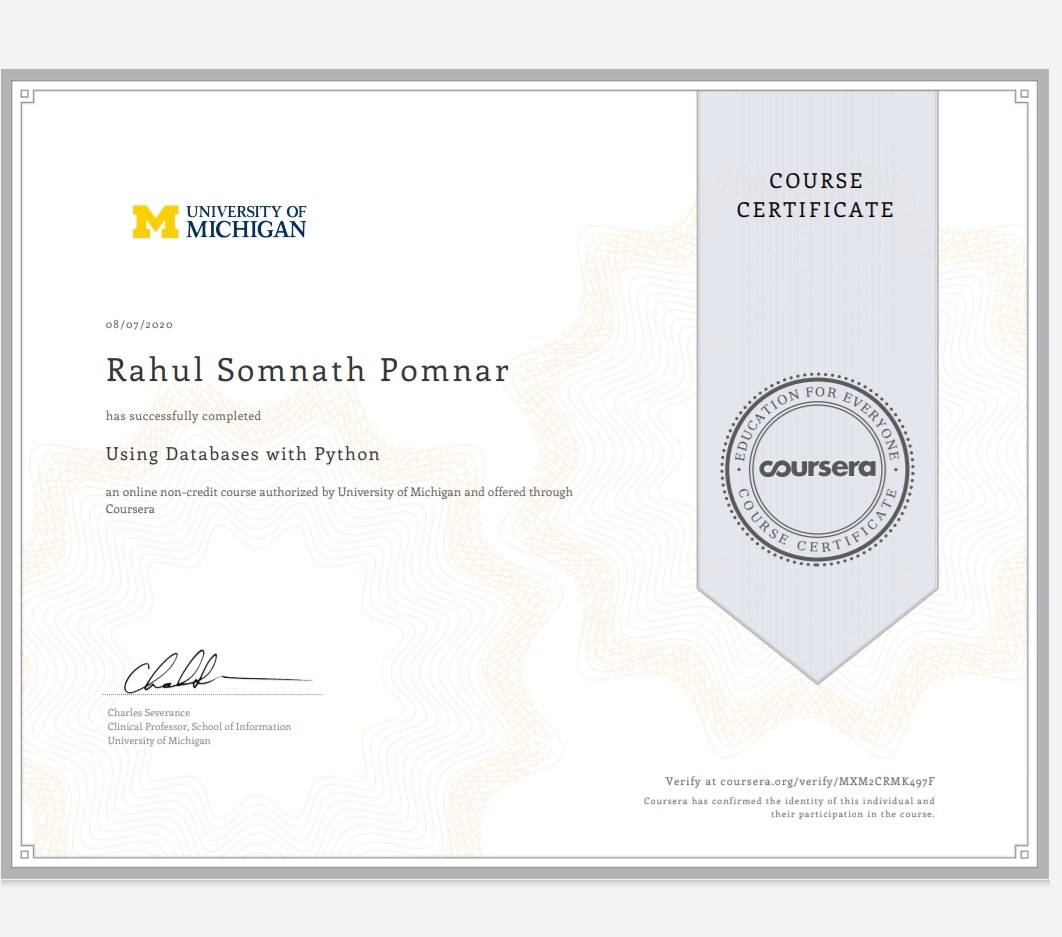 COURSE
CERTIFICATE
UNIVERSITY OF
MICHIGAN
08/07/2020
Rahul Somnath Pomnar
has successfully completed
Using Databases with Python
an online non-credit course authorized by University of Michigan and offered through
Coursera
EDUCATION FOR EVERYONE
coursera
COURSE CERTIFICATE
Charles Severance
Clinical Professor, School of Information
University of Michigan
Verify at coursera.org/verify/MXM2CRMK497F
Coursera has confirmed the identity of this individual and
their participation in the course.